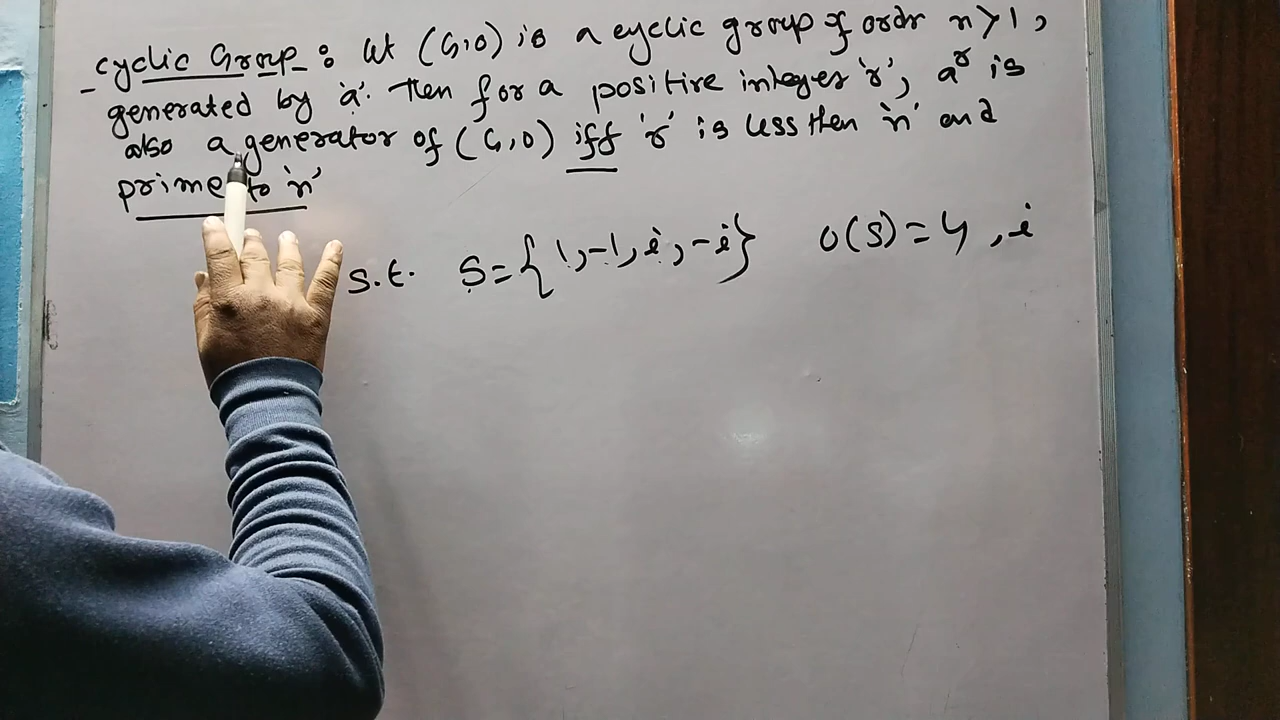 cyclic Group : Let (G,o) is a cyclic group of ordr n>1,
generated by 'a'. Then for a positive integer 'r', a^r is
also a generator of (G,o) iff 'r' is less then 'n' and
prime to 'n'
S.t. S={1,-1,i,-i} O(S)=4, i